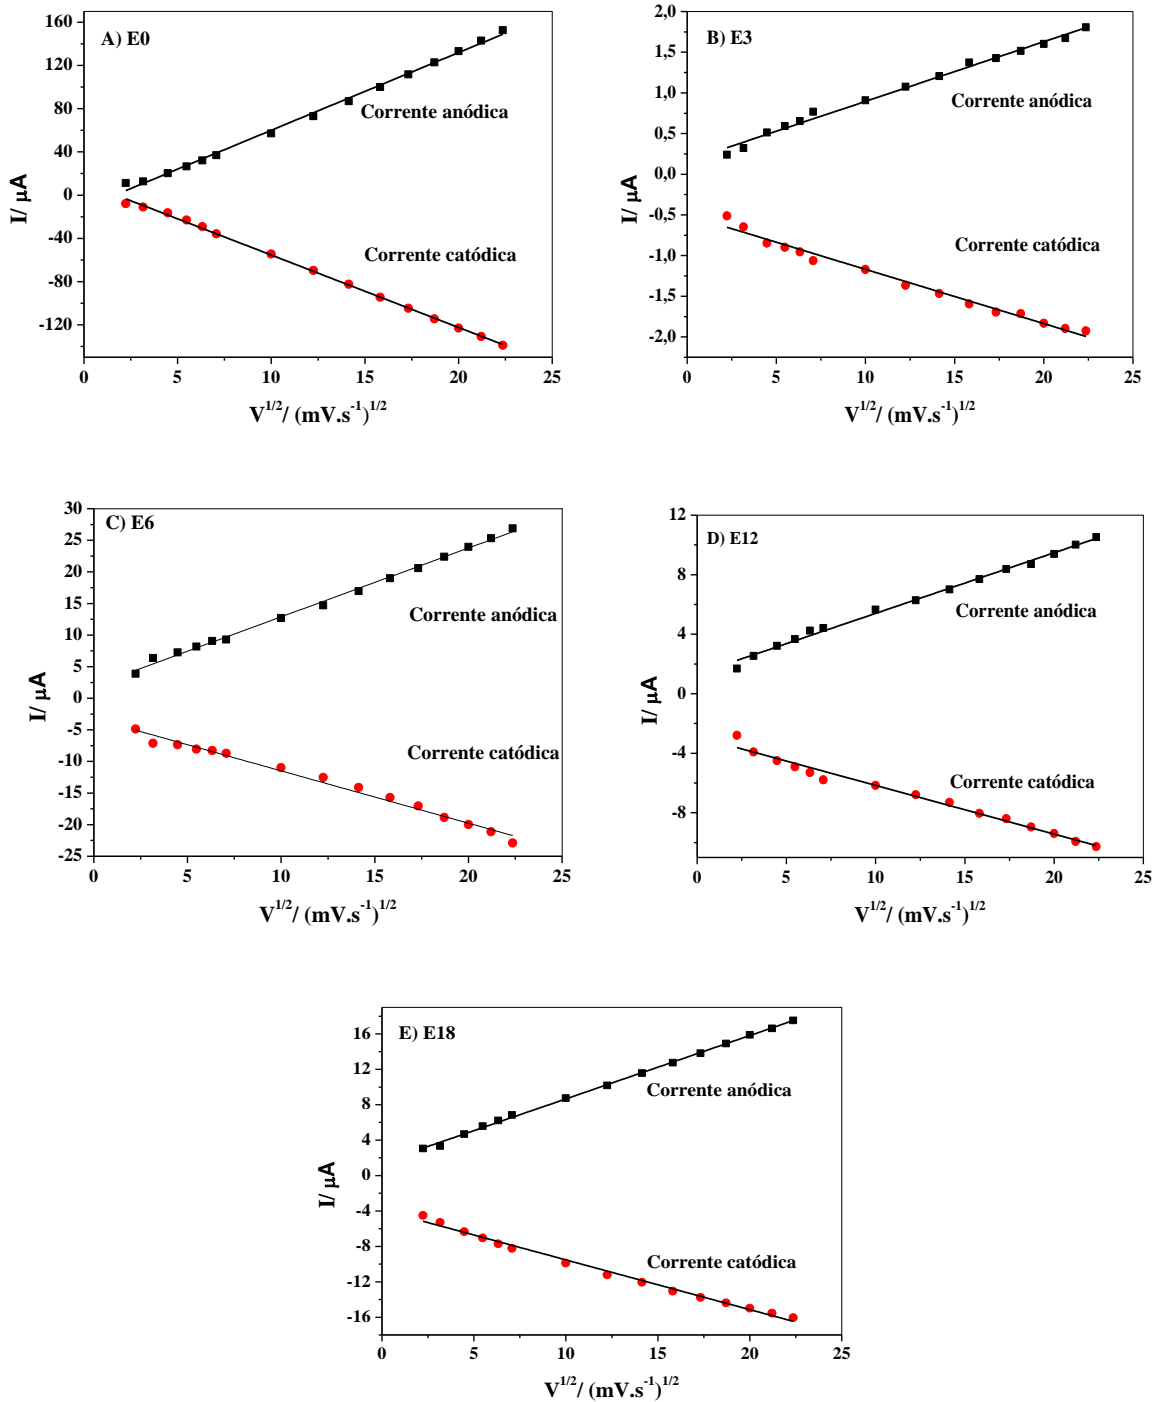 A) E0
I/ μA
160
120
80
40
0
-40
-80
-120
Corrente anódica
Corrente catódica
0 5 10 15 20 25
V^{1/2}/ (mV.s^{-1})^{1/2}
B) E3
I/ μA
2,0
1,5
1,0
0,5
0,0
-0,5
-1,0
-1,5
-2,0
Corrente anódica
Corrente catódica
0 5 10 15 20 25
V^{1/2}/ (mV.s^{-1})^{1/2}
C) E6
I/ μA
30
25
20
15
10
5
0
-5
-10
-15
-20
-25
Corrente anódica
Corrente catódica
0 5 10 15 20 25
V^{1/2}/ (mV.s^{-1})^{1/2}
D) E12
I/ μA
12
8
4
0
-4
-8
Corrente anódica
Corrente catódica
0 5 10 15 20 25
V^{1/2}/ (mV.s^{-1})^{1/2}
E) E18
I/ μA
16
12
8
4
0
-4
-8
-12
-16
Corrente anódica
Corrente catódica
0 5 10 15 20 25
V^{1/2}/ (mV.s^{-1})^{1/2}